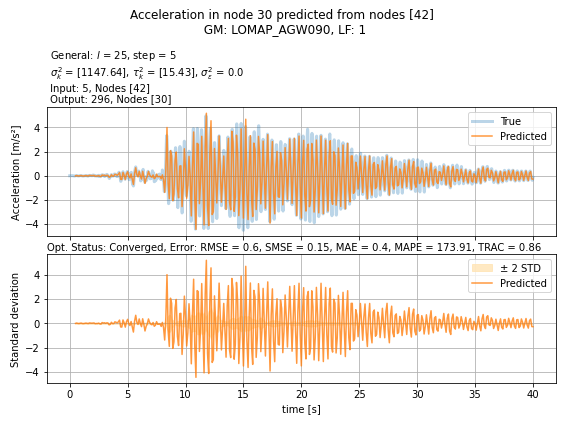 Acceleration in node 30 predicted from nodes [42]
GM: LOMAP_AGW090, LF: 1
General: l = 25, step = 5
σ²ₖ = [1147.64], τ²ₖ = [15.43], σ²ε = 0.0
Input: 5, Nodes [42]
Output: 296, Nodes [30]
Acceleration [m/s²]
4
2
0
−2
−4
True
Predicted
Opt. Status: Converged, Error: RMSE = 0.6, SMSE = 0.15, MAE = 0.4, MAPE = 173.91, TRAC = 0.86
Standard deviation
4
2
0
−2
−4
± 2 STD
Predicted
0 5 10 15 20 25 30 35 40
time [s]